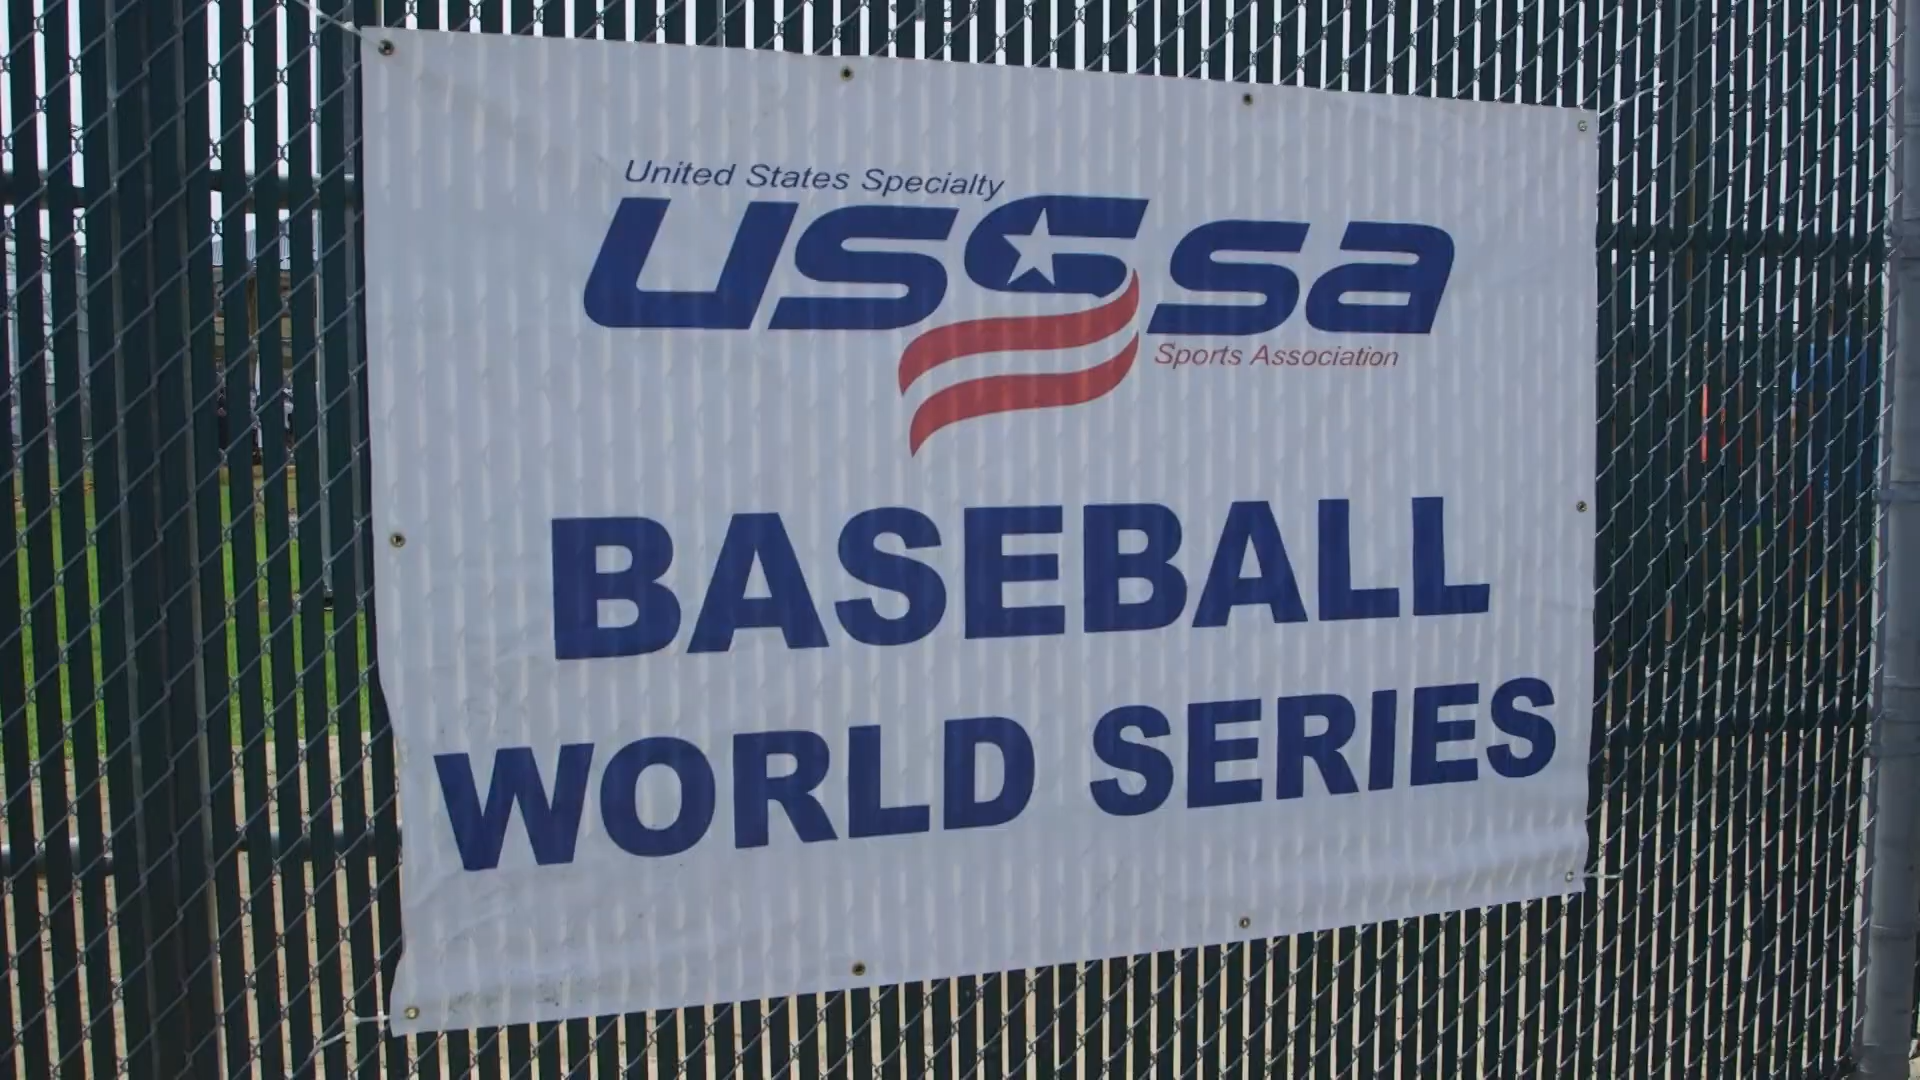 United States Specialty
USSSA
Sports Association
BASEBALL
WORLD SERIES